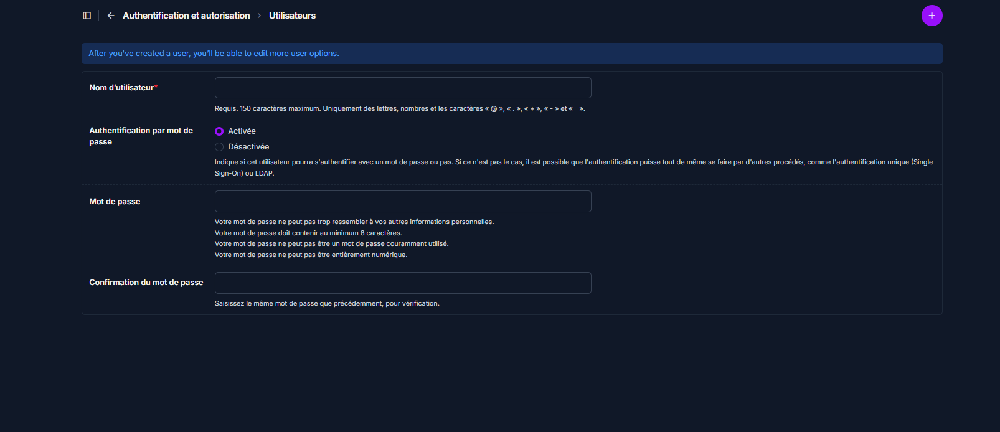 Authentification et autorisation > Utilisateurs
After you've created a user, you'll be able to edit more user options.
Nom d’utilisateur*
Requis. 150 caractères maximum. Uniquement des lettres, nombres et les caractères « @ », « . », « + », « - » et « _ ».
Authentification par mot de
passe
Activée
Désactivée
Indique si cet utilisateur pourra s'authentifier avec un mot de passe ou pas. Si ce n'est pas le cas, il est possible que l'authentification puisse tout de même se faire par d'autres procédés, comme l'authentification unique (Single
Sign-On) ou LDAP.
Mot de passe
Votre mot de passe ne peut pas trop ressembler à vos autres informations personnelles.
Votre mot de passe doit contenir au minimum 8 caractères.
Votre mot de passe ne peut pas être un mot de passe couramment utilisé.
Votre mot de passe ne peut pas être entièrement numérique.
Confirmation du mot de passe
Saisissez le même mot de passe que précédemment, pour vérification.